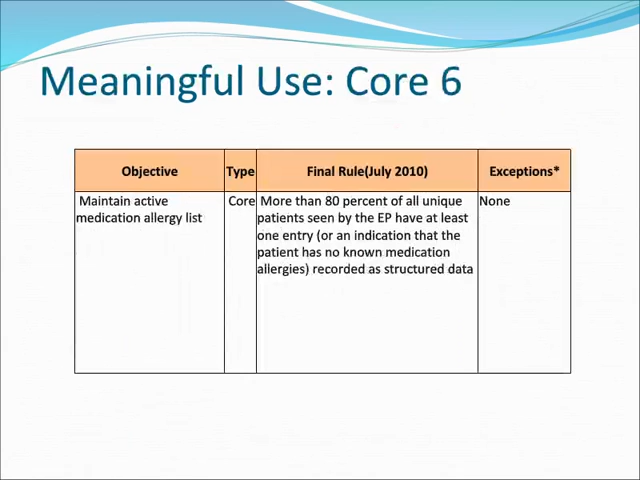 Meaningful Use: Core 6
Objective
Type
Final Rule(July 2010)
Exceptions*
Maintain active
medication allergy list
Core
More than 80 percent of all unique
patients seen by the EP have at least
one entry (or an indication that the
patient has no known medication
allergies) recorded as structured data
None